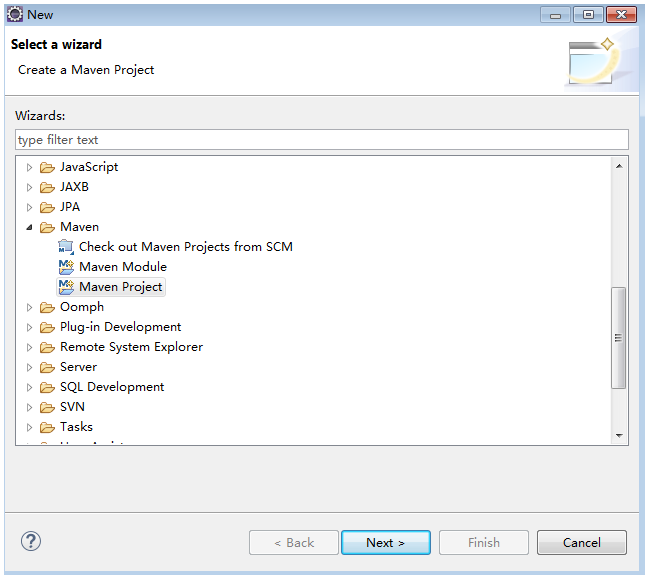 New
Select a wizard
Create a Maven Project
Wizards:
type filter text
JavaScript
JAXB
JPA
Maven
Check out Maven Projects from SCM
Maven Module
Maven Project
Oomph
Plug-in Development
Remote System Explorer
Server
SQL Development
SVN
Tasks
< Back
Next >
Finish
Cancel